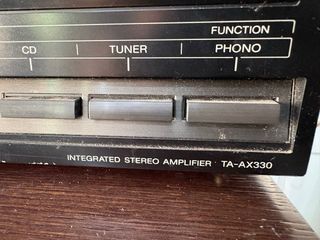 FUNCTION
CD TUNER PHONO
INTEGRATED STEREO AMPLIFIER TA-AX330